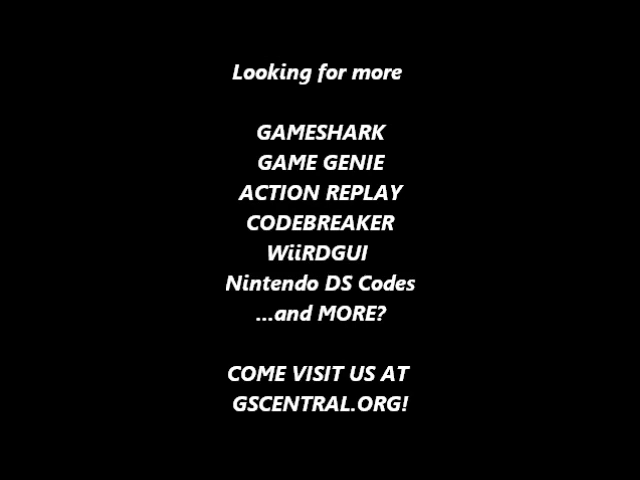 Looking for more
GAMESHARK
GAME GENIE
ACTION REPLAY
CODEBREAKER
WiiRDGUI
Nintendo DS Codes
...and MORE?
COME VISIT US AT
GSCENTRAL.ORG!